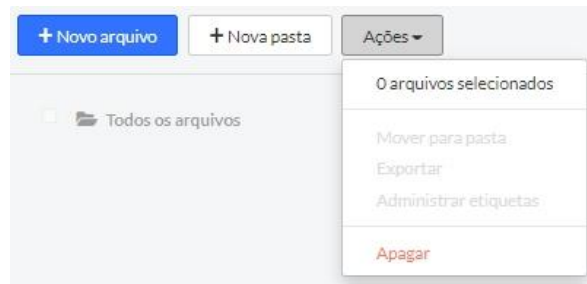 + Novo arquivo
+ Nova pasta
Ações
0 arquivos selecionados
Todos os arquivos
Mover para pasta
Exportar
Administrar etiquetas
Apagar